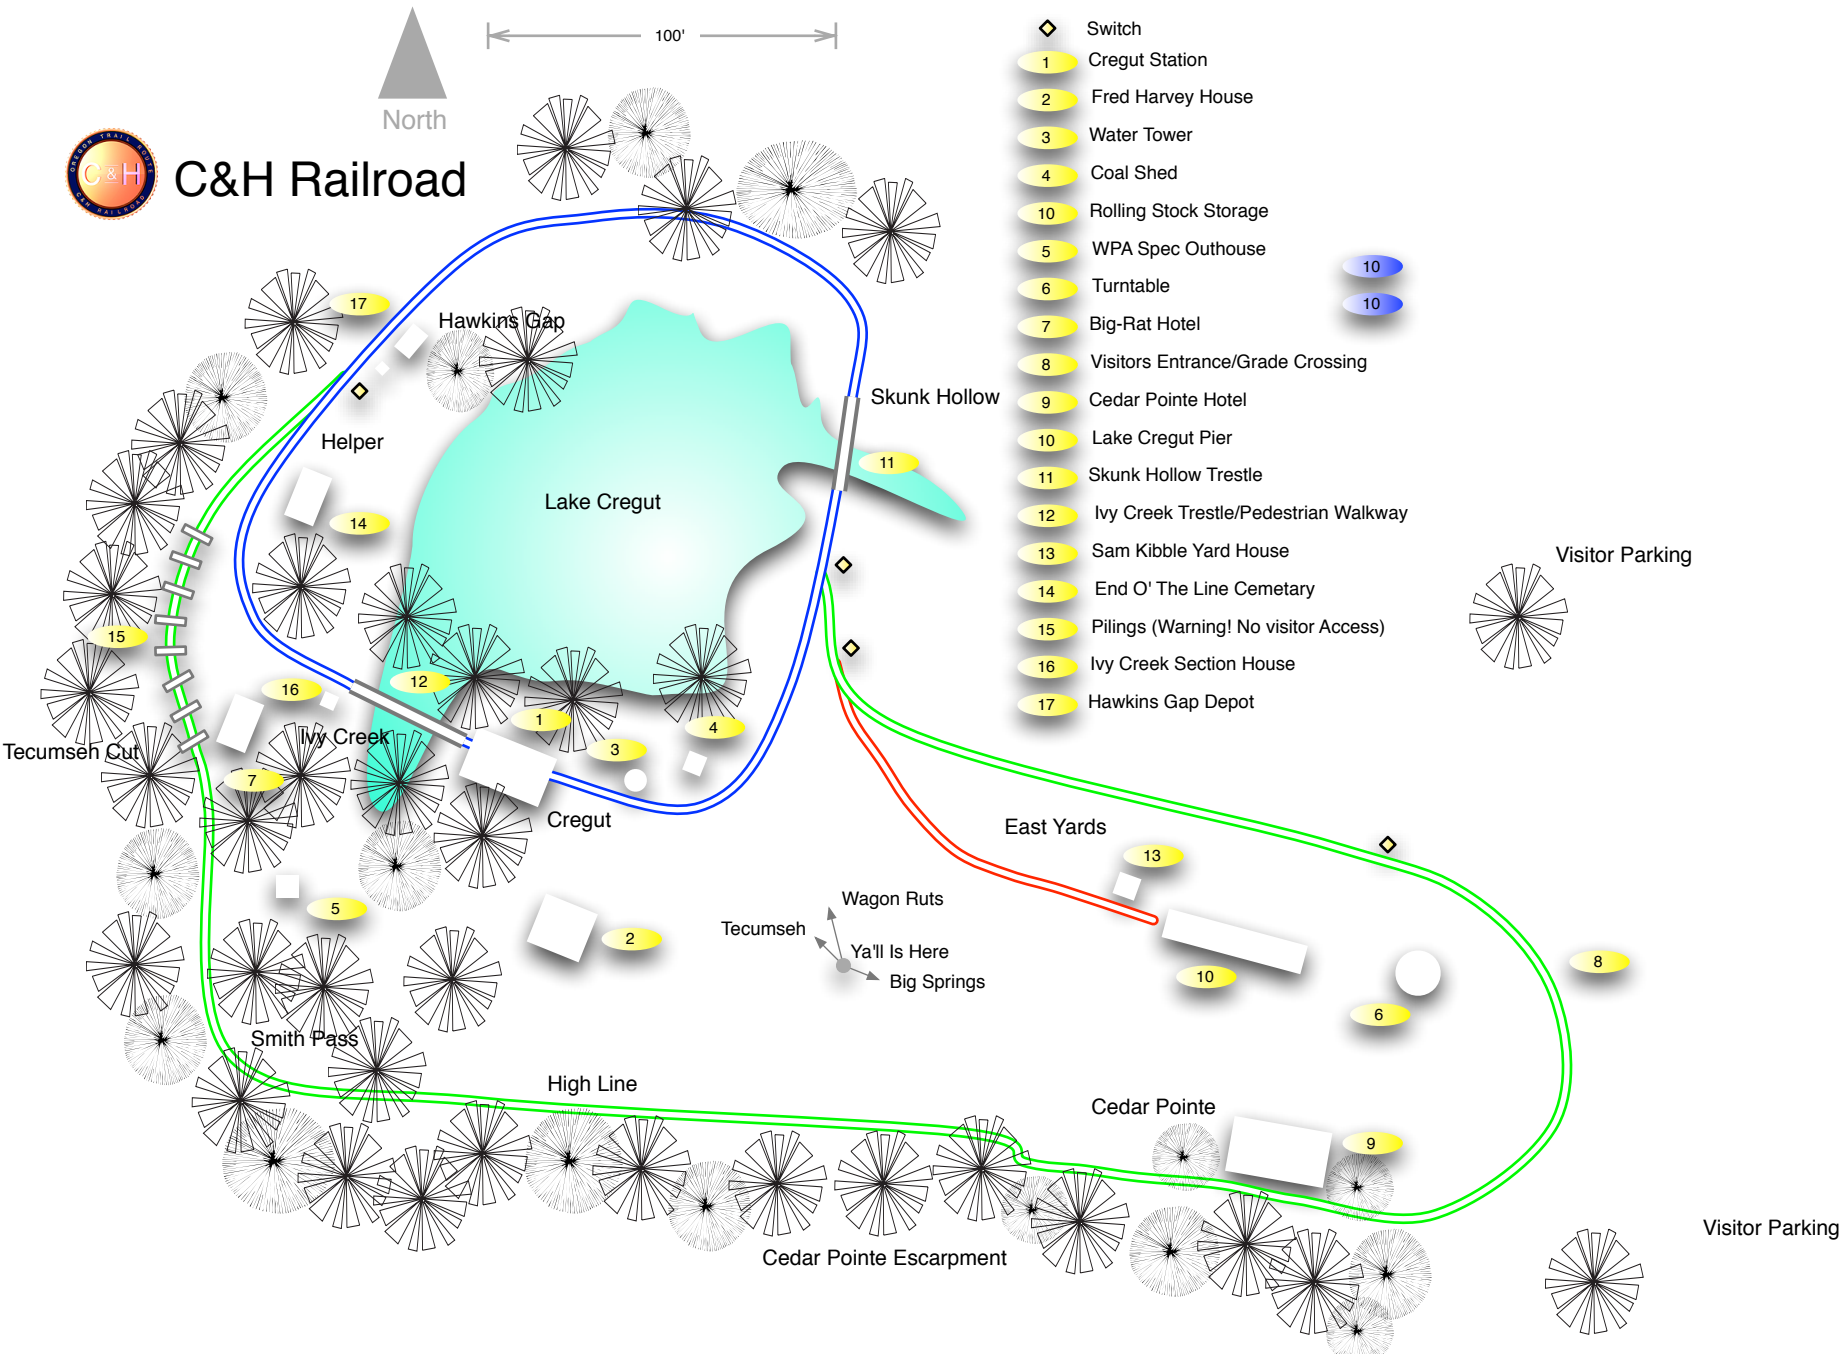 100'
North
OREGON TRAIL ROUTE
C&H
C&H RAILROAD
C&H Railroad
Switch
1 Cregut Station
2 Fred Harvey House
3 Water Tower
4 Coal Shed
10 Rolling Stock Storage
5 WPA Spec Outhouse
10
6 Turntable
10
7 Big-Rat Hotel
8 Visitors Entrance/Grade Crossing
9 Cedar Pointe Hotel
10 Lake Cregut Pier
11 Skunk Hollow Trestle
12 Ivy Creek Trestle/Pedestrian Walkway
13 Sam Kibble Yard House
14 End O' The Line Cemetary
15 Pilings (Warning! No visitor Access)
16 Ivy Creek Section House
17 Hawkins Gap Depot
17
Hawkins Gap
Skunk Hollow
Helper
11
Lake Cregut
14
Visitor Parking
15
12
16
1
4
Ivy Creek
3
Tecumseh Cut
7
Cregut
East Yards
13
5
Wagon Ruts
Tecumseh
2
Ya'll Is Here
Big Springs
10
8
6
Smith Pass
High Line
Cedar Pointe
9
Visitor Parking
Cedar Pointe Escarpment